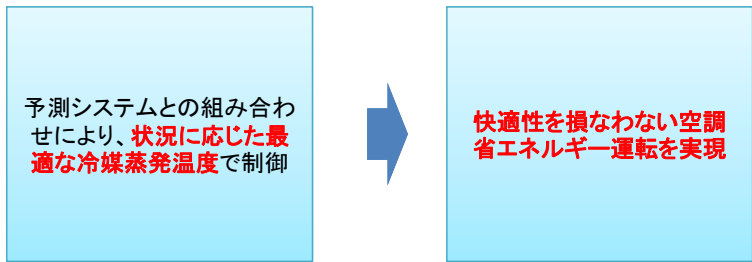 予測システムとの組み合わ
せにより、状況に応じた最
適な冷媒蒸発温度で制御
快適性を損なわない空調
省エネルギー運転を実現